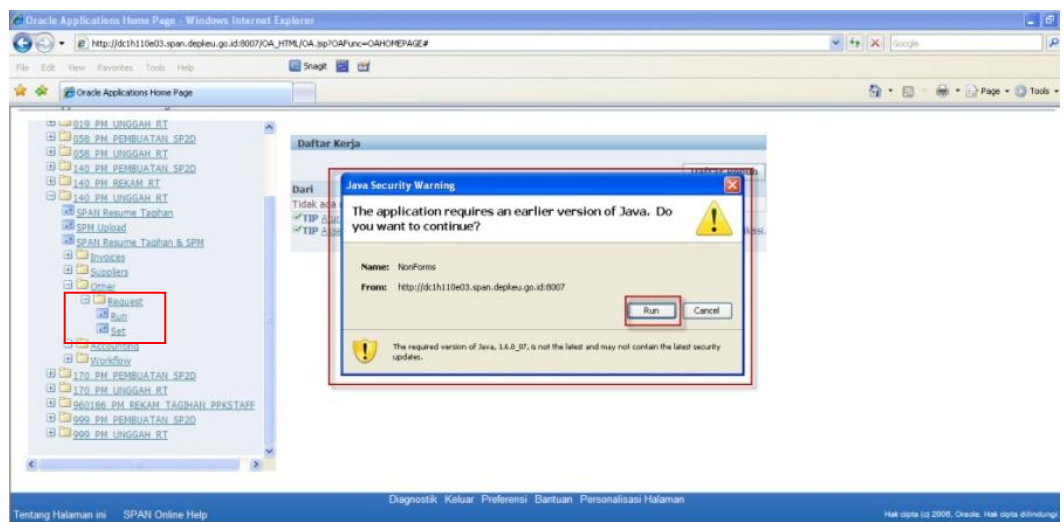 Oracle Applications Home Page - Windows Internet Explorer
http://dc1h110e03.span.depkeu.go.id:8007/OA_HTML/OA.jsp?OAFunc=OAHOMEPAGE#
Google
File Edit View Favorites Tools Help
SnagIt
Oracle Applications Home Page
Page
Tools
019 PM UNGGAH RT
058 PM PEMBUATAN SP2D
058 PM UNGGAH RT
140 PM PEMBUATAN SP2D
140 PM REKAM RT
140 PM UNGGAH RT
SPAN Resume Tagihan
SPM Upload
SPAN Resume Tagihan & SPM
Invoices
Suppliers
Other
Request
Run
Set
Accounting
Workflow
170 PM PEMBUATAN SP2D
170 PM UNGGAH RT
960186 PM REKAM TAGIHAN PPKSTAFF
999 PM PEMBUATAN SP2D
999 PM UNGGAH RT
Daftar Kerja
Daftar Penuh
Dari
Tidak ada
TIP
TIP
Java Security Warning
The application requires an earlier version of Java. Do
you want to continue?
Name: NonForms
From: http://dc1h110e03.span.depkeu.go.id:8007
Run Cancel
The required version of Java, 1.6.0_07, is not the latest and may not contain the latest security
updates.
Diagnostik Keluar Preferensi Bantuan Personalisasi Halaman
Tentang Halaman ini SPAN Online Help
Hak cipta (c) 2006, Oracle. Hak cipta dilindungi